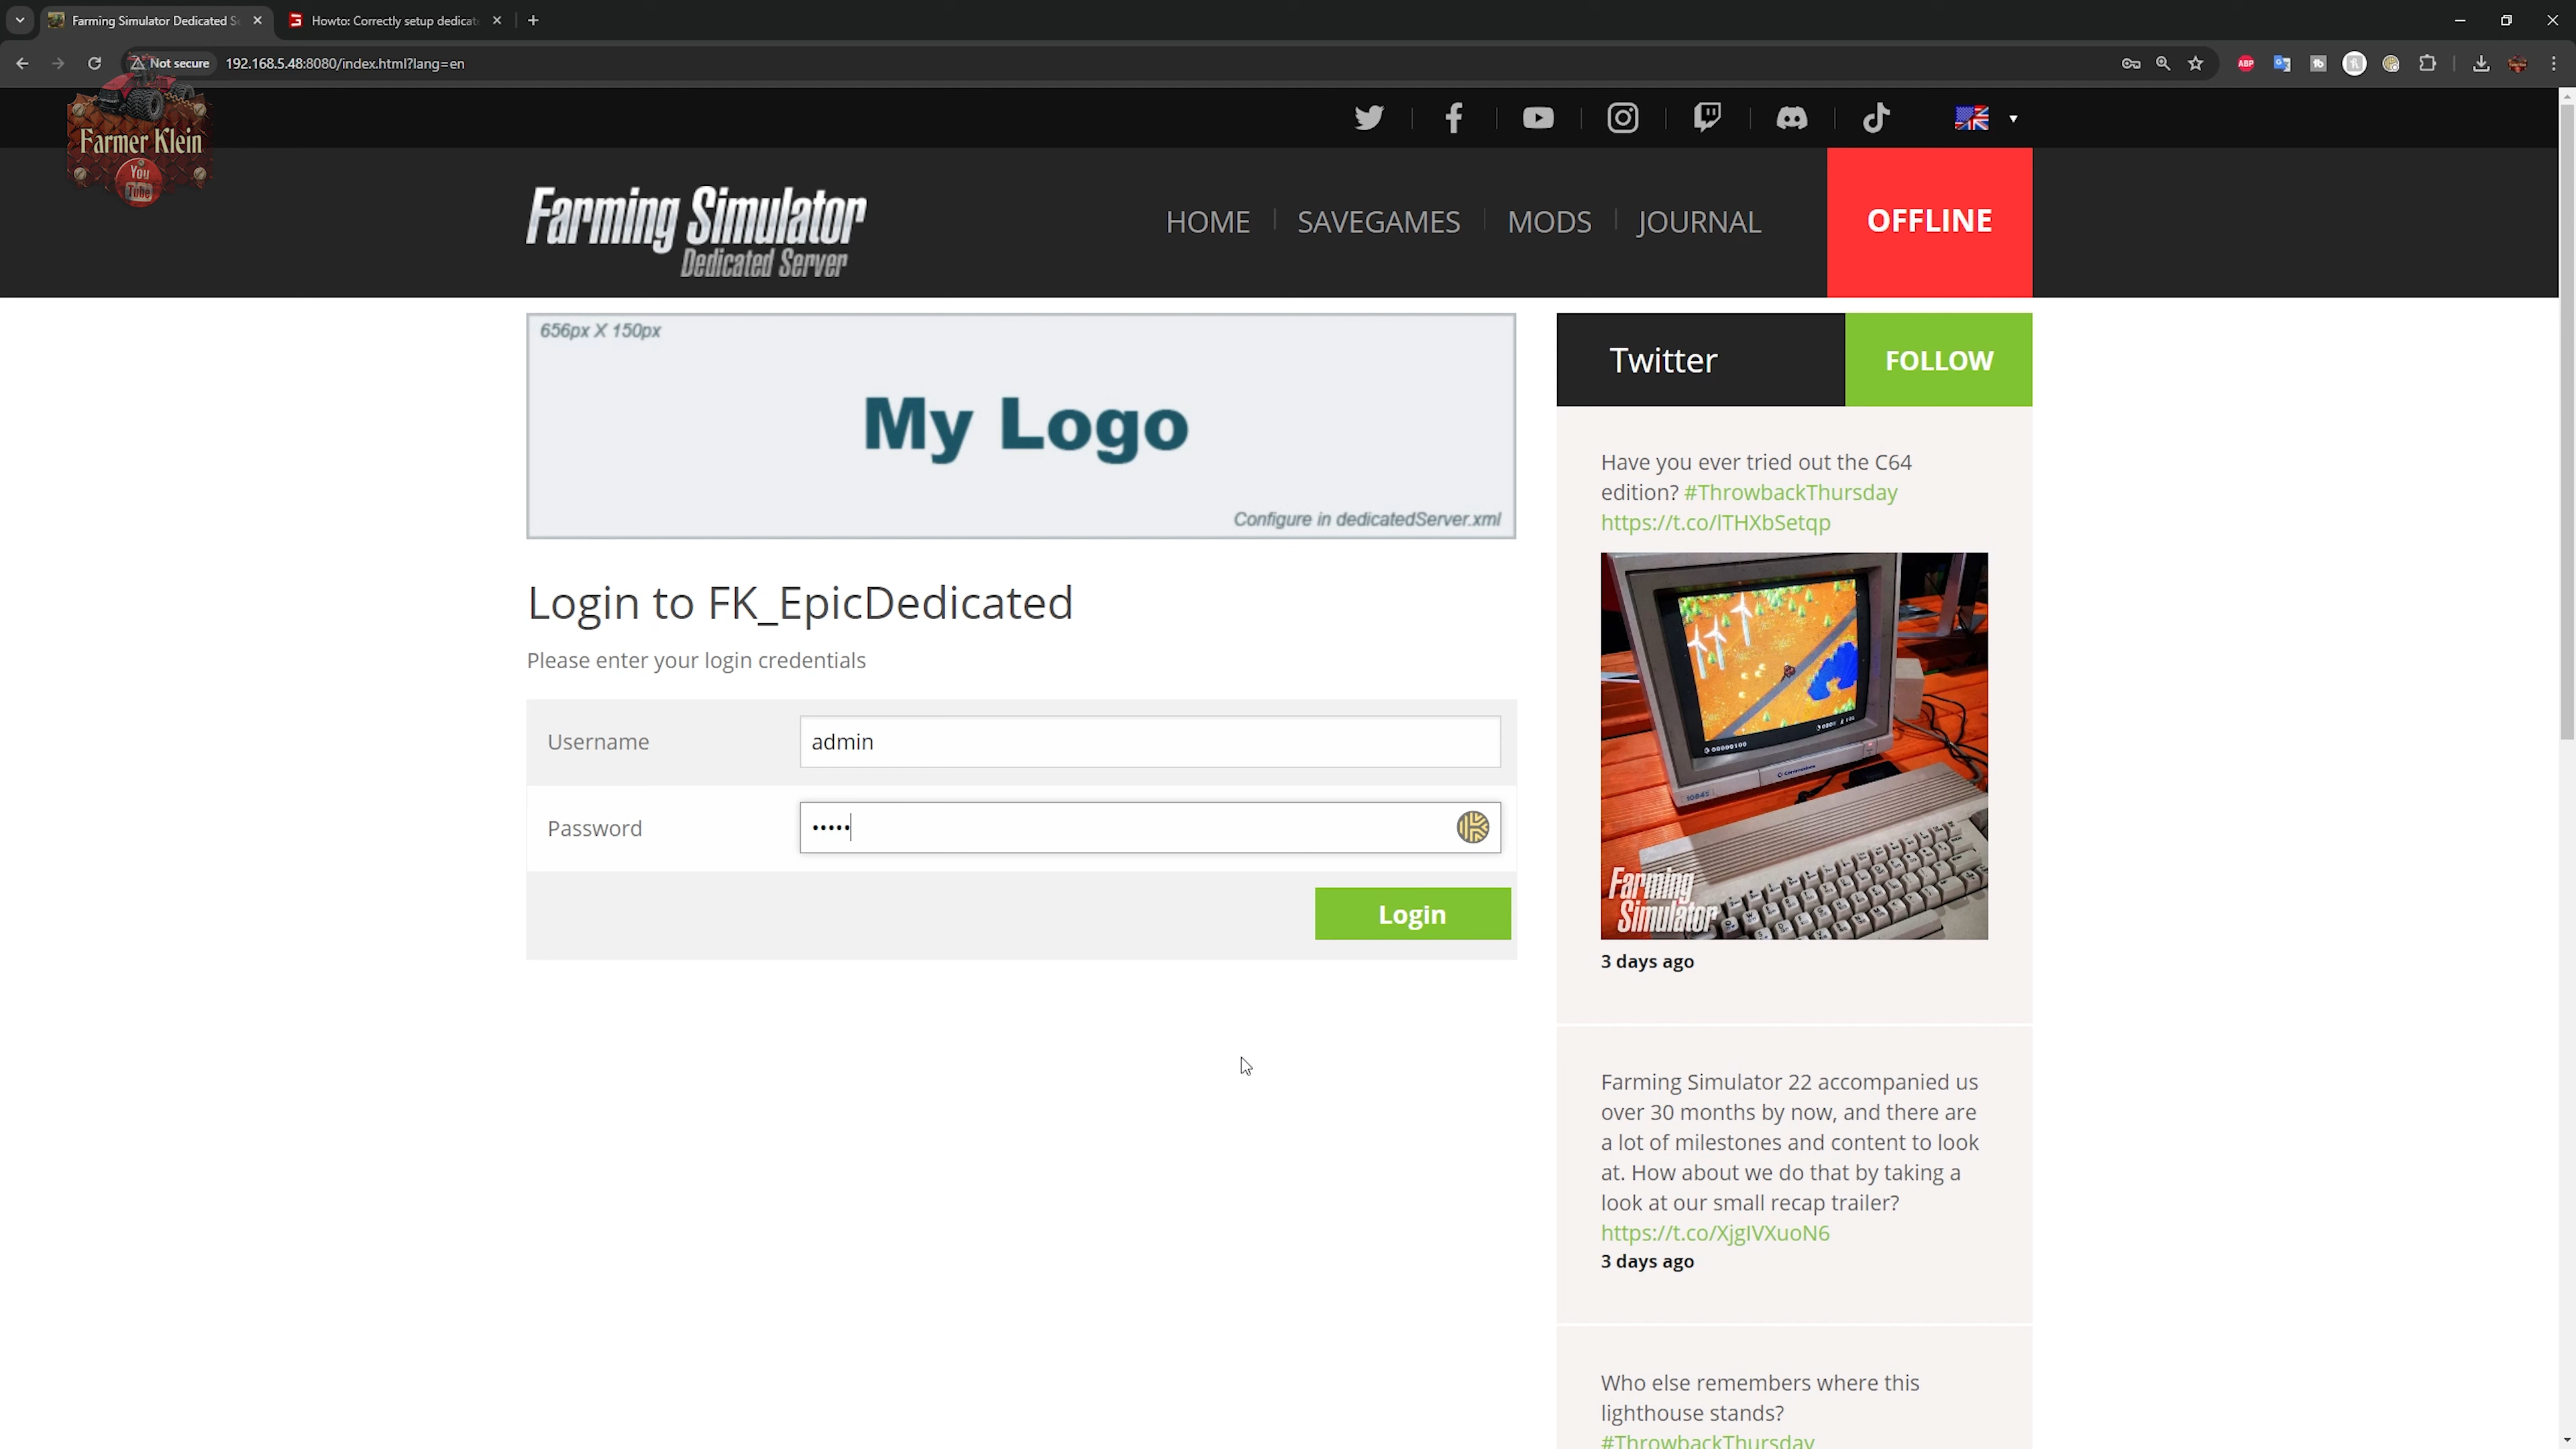 Farming Simulator Dedicated Se
Howto: Correctly setup dedicat
Not secure
192.168.5.48:8080/index.html?lang=en
ABP
Farmer Klein
You
Tube
Farming Simulator
Dedicated Server
HOME
SAVEGAMES
MODS
JOURNAL
OFFLINE
656px X 150px
My Logo
Configure in dedicatedServer.xml
Twitter
FOLLOW
Have you ever tried out the C64
edition? #ThrowbackThursday
https://t.co/lTHXbSetqp
Login to FK_EpicDedicated
Please enter your login credentials
Username
admin
Password
•••••
Login
Commodore
Farming
Simulator
3 days ago
Farming Simulator 22 accompanied us
over 30 months by now, and there are
a lot of milestones and content to look
at. How about we do that by taking a
look at our small recap trailer?
https://t.co/XjgIVXuoN6
3 days ago
Who else remembers where this
lighthouse stands?
#ThrowbackThursday